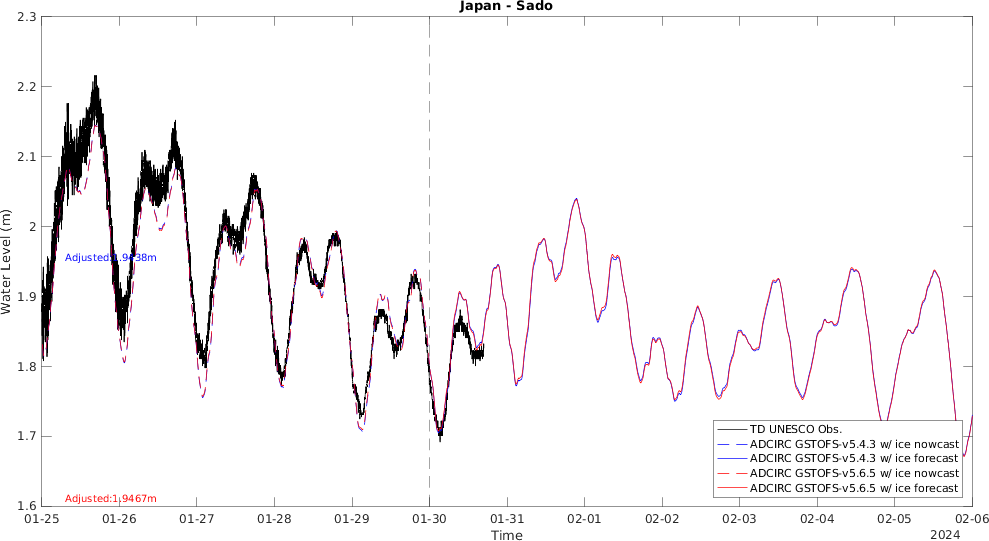 Japan - Sado
2.3
2.2
2.1
2
1.9
1.8
1.7
1.6
Water Level (m)
Adjusted:1.9438m
Adjusted:1.9467m
TD UNESCO Obs.
ADCIRC GSTOFS-v5.4.3 w/ ice nowcast
ADCIRC GSTOFS-v5.4.3 w/ ice forecast
ADCIRC GSTOFS-v5.6.5 w/ ice nowcast
ADCIRC GSTOFS-v5.6.5 w/ ice forecast
01-25 01-26 01-27 01-28 01-29 01-30 01-31 02-01 02-02 02-03 02-04 02-05 02-06
Time
2024